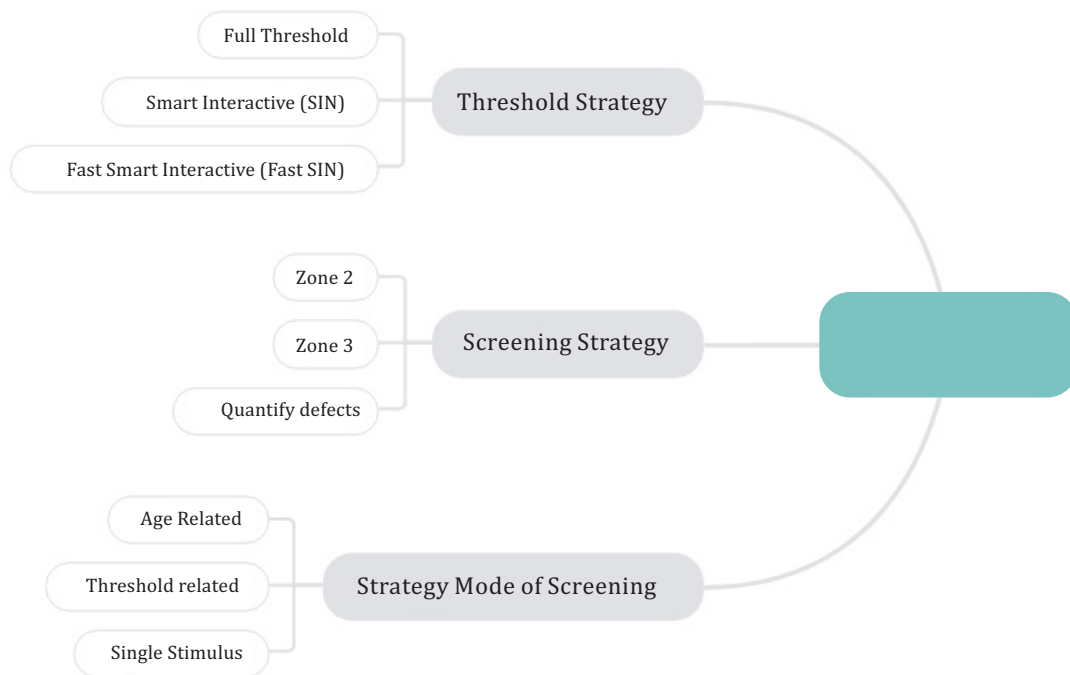 Full Threshold
Smart Interactive (SIN)
Fast Smart Interactive (Fast SIN)
Threshold Strategy
Zone 2
Zone 3
Quantify defects
Screening Strategy
Age Related
Threshold related
Single Stimulus
Strategy Mode of Screening